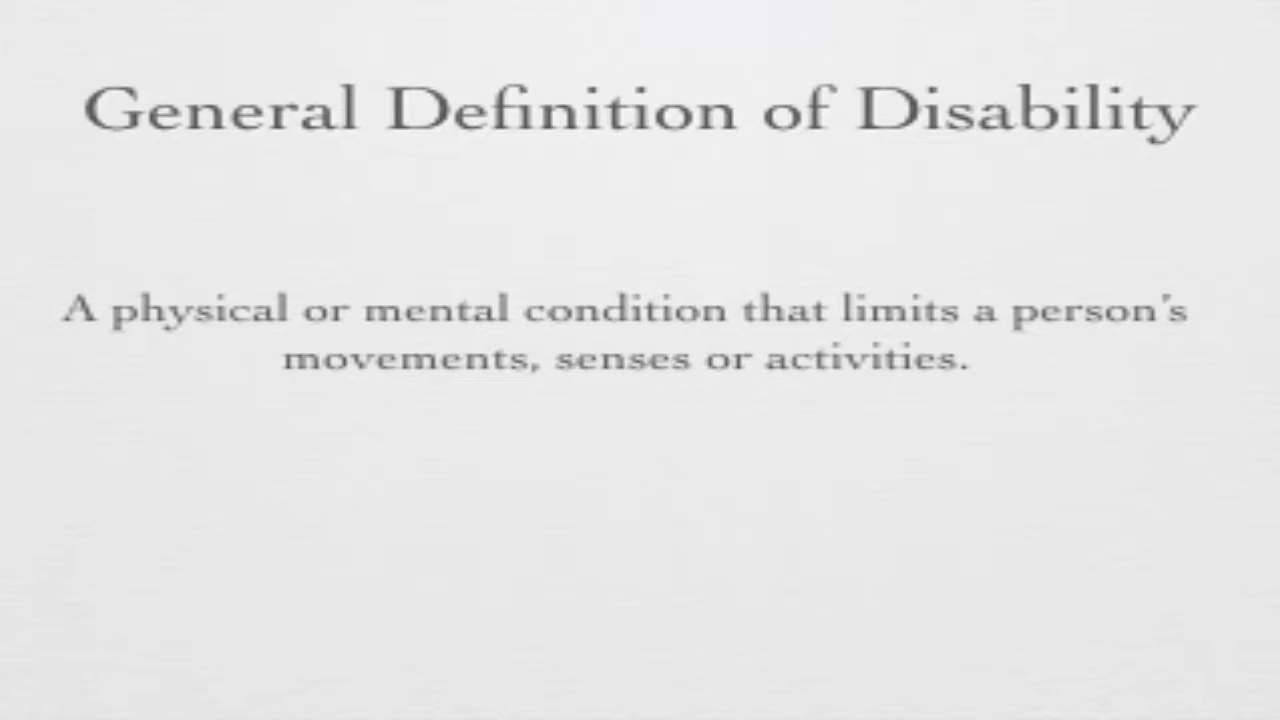 General Definition of Disability
A physical or mental condition that limits a person's
movements, senses or activities.